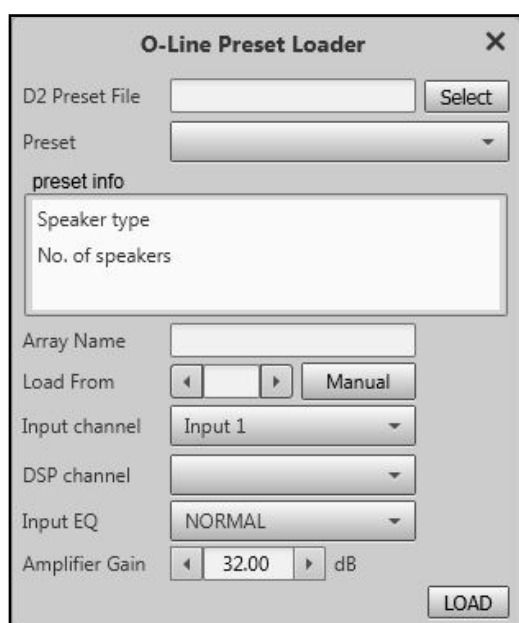 O-Line Preset Loader
D2 Preset File Select
Preset
preset info
Speaker type
No. of speakers
Array Name
Load From Manual
Input channel Input 1
DSP channel
Input EQ NORMAL
Amplifier Gain 32.00 dB
LOAD